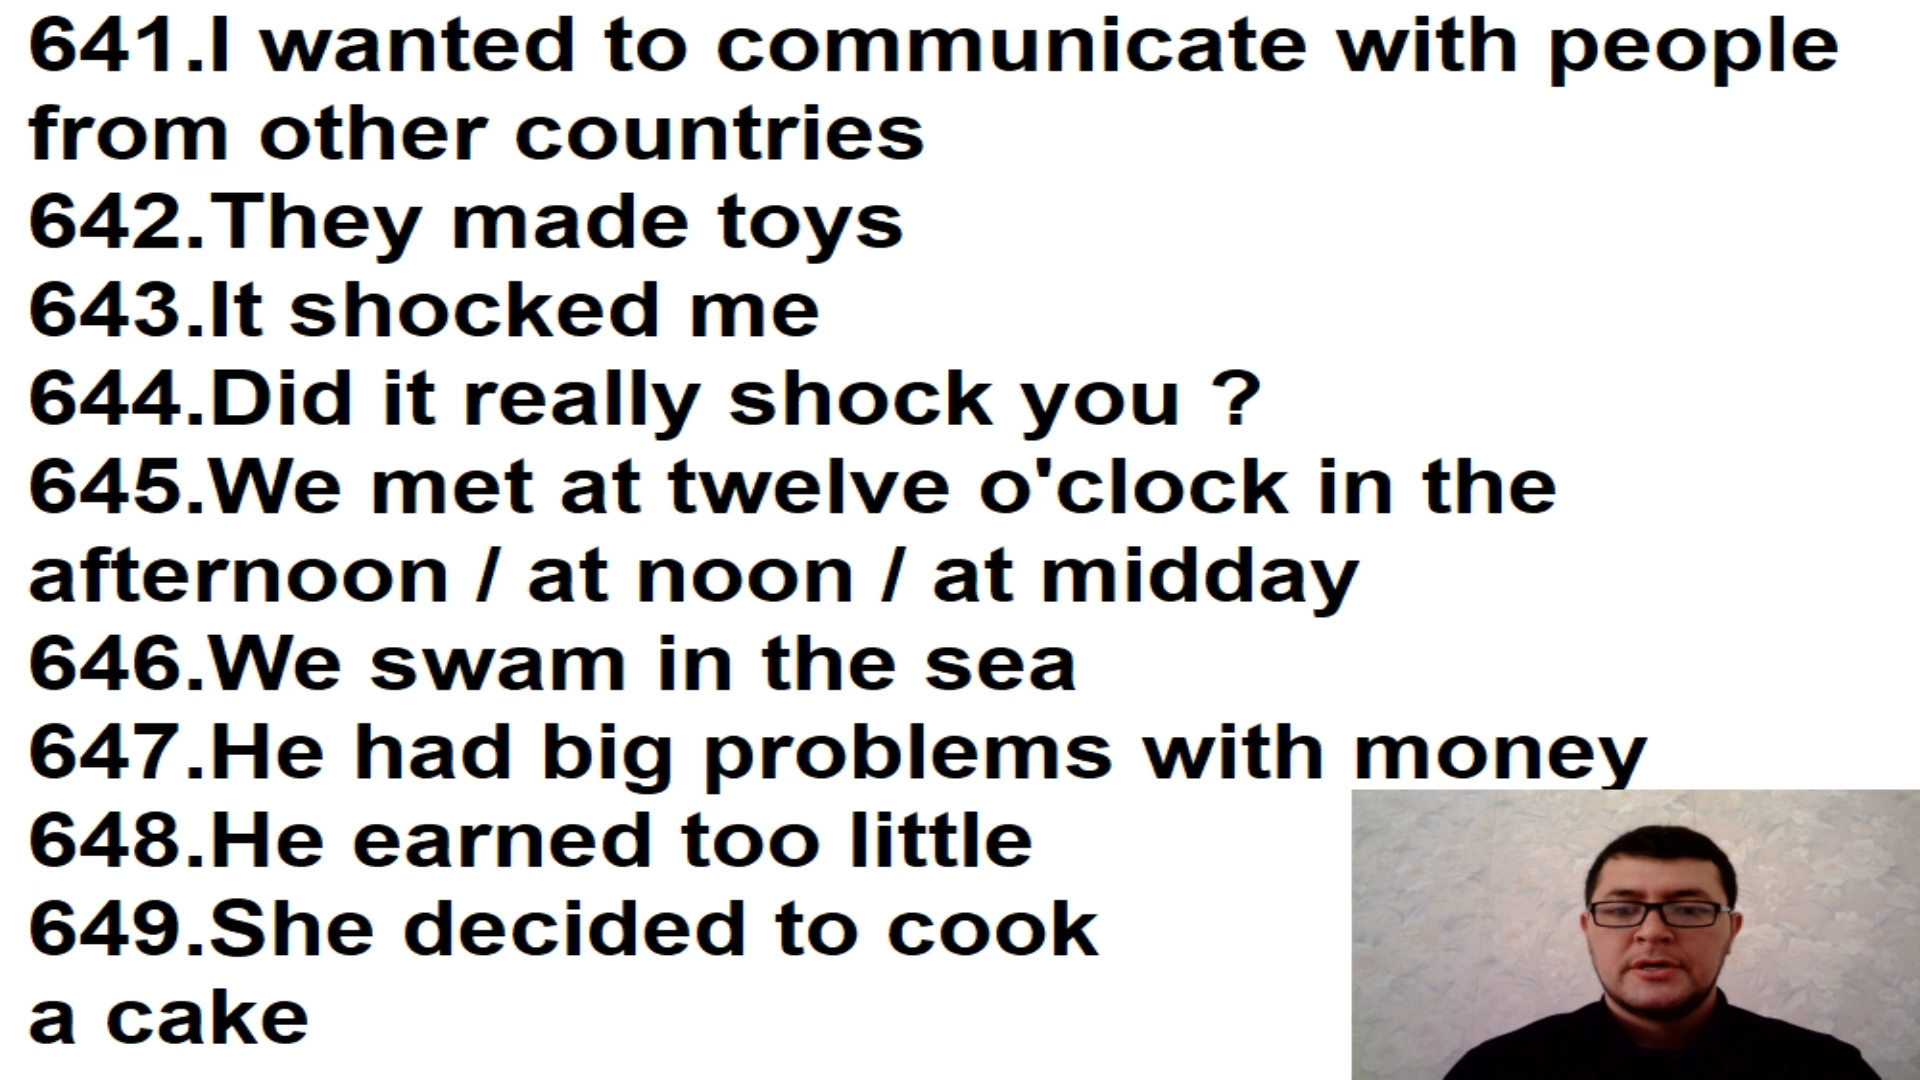 641.I wanted to communicate with people
from other countries
642.They made toys
643.It shocked me
644.Did it really shock you ?
645.We met at twelve o'clock in the
afternoon / at noon / at midday
646.We swam in the sea
647.He had big problems with money
648.He earned too little
649.She decided to cook
a cake